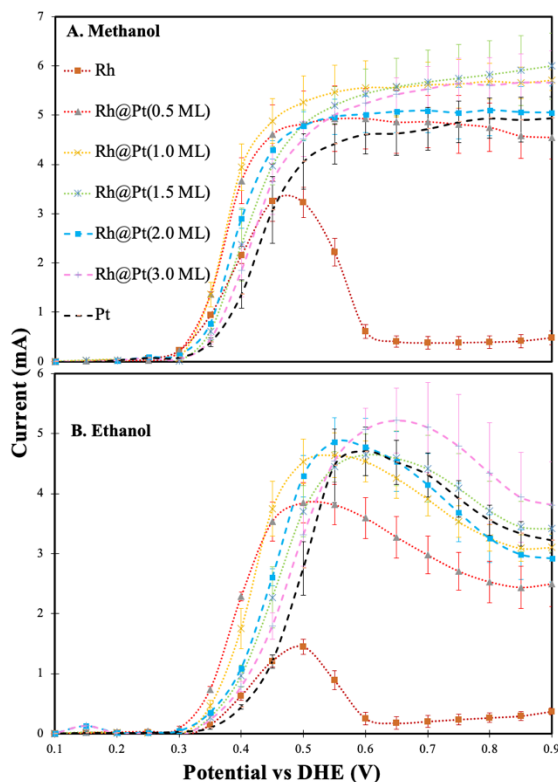 7
A. Methanol
6
Rh
Rh@Pt(0.5 ML)
5
Rh@Pt(1.0 ML)
4
Rh@Pt(1.5 ML)
3
Rh@Pt(2.0 ML)
2
Rh@Pt(3.0 ML)
1
Pt
0
Current (mA)
6
B. Ethanol
5
4
3
2
1
0
0.1 0.2 0.3 0.4 0.5 0.6 0.7 0.8 0.9
Potential vs DHE (V)